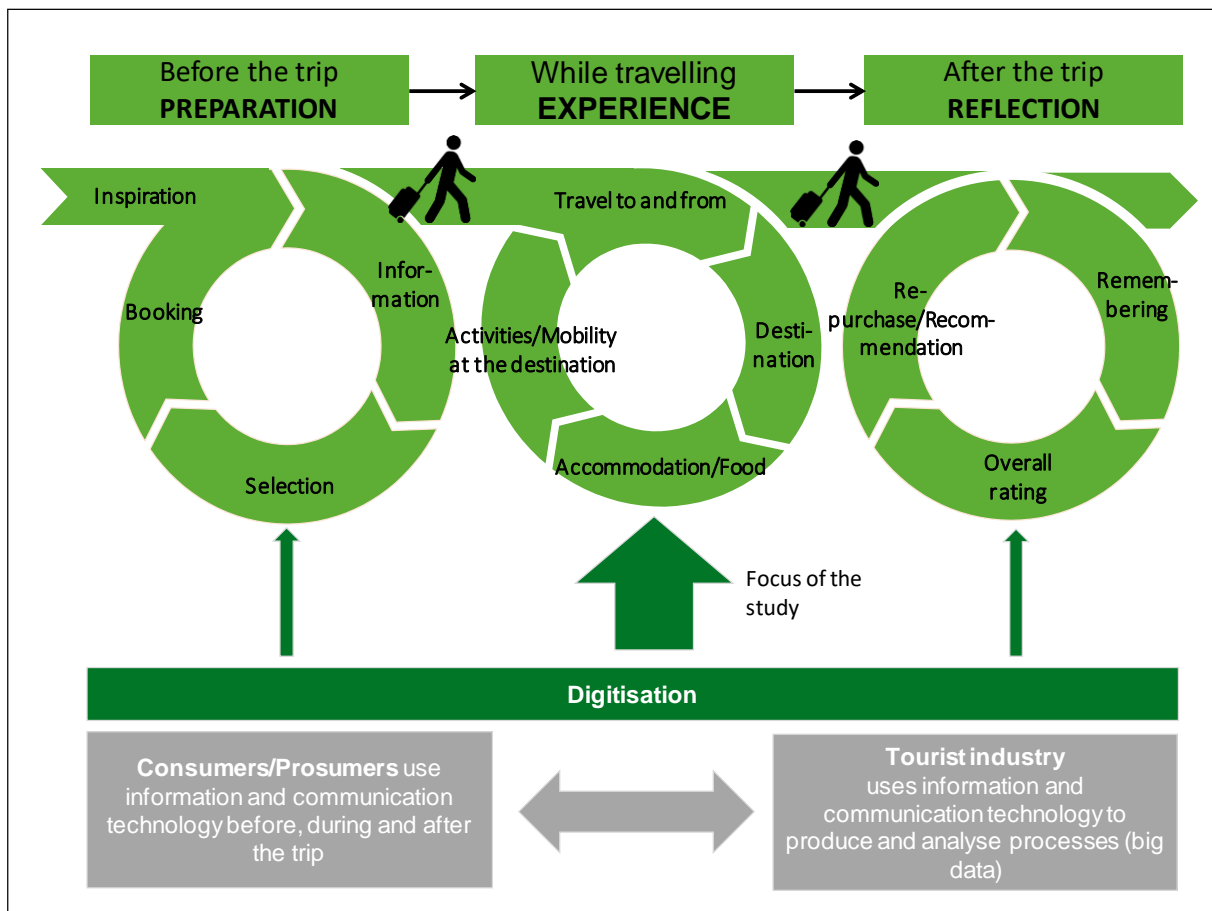 Before the trip
PREPARATION
While travelling
EXPERIENCE
After the trip
REFLECTION
Inspiration
Infor-
mation
Selection
Booking
Travel to and from
Desti-
nation
Accommodation/Food
Activities/Mobility
at the destination
Remem-
bering
Overall
rating
Re-
purchase/Recom-
mendation
Focus of the
study
Digitisation
Consumers/Prosumers use
information and communication
technology before, during and after
the trip
Tourist industry
uses information and
communication technology to
produce and analyse processes (big
data)